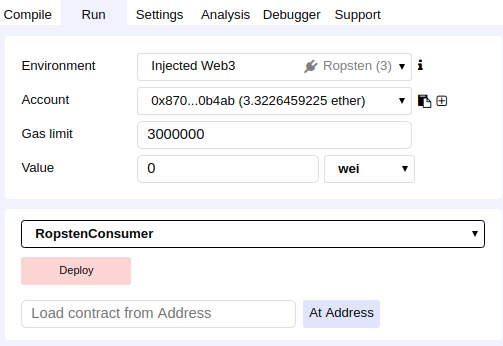 Compile Run Settings Analysis Debugger Support
Environment Injected Web3 Ropsten (3)
Account 0x870...0b4ab (3.3226459225 ether)
Gas limit 3000000
Value 0 wei
RopstenConsumer
Deploy
Load contract from Address At Address